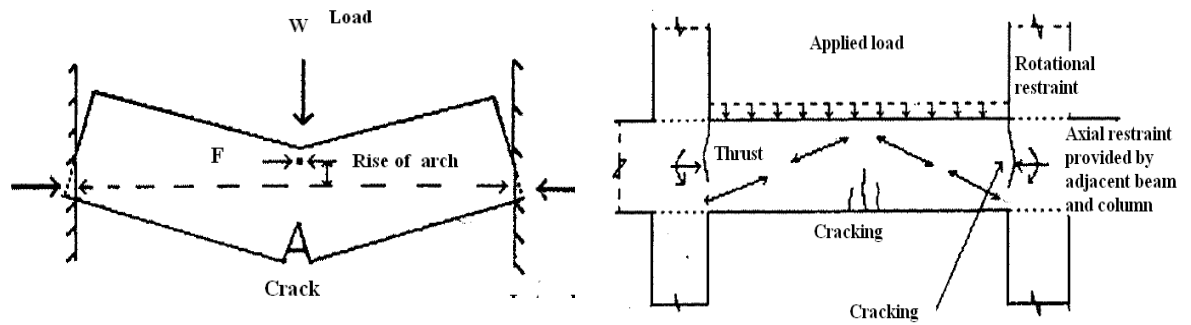 Load
W
F
Rise of arch
Crack
Applied load
Rotational
restraint
Thrust
Axial restraint
provided by
adjacent beam
and column
Cracking
Cracking